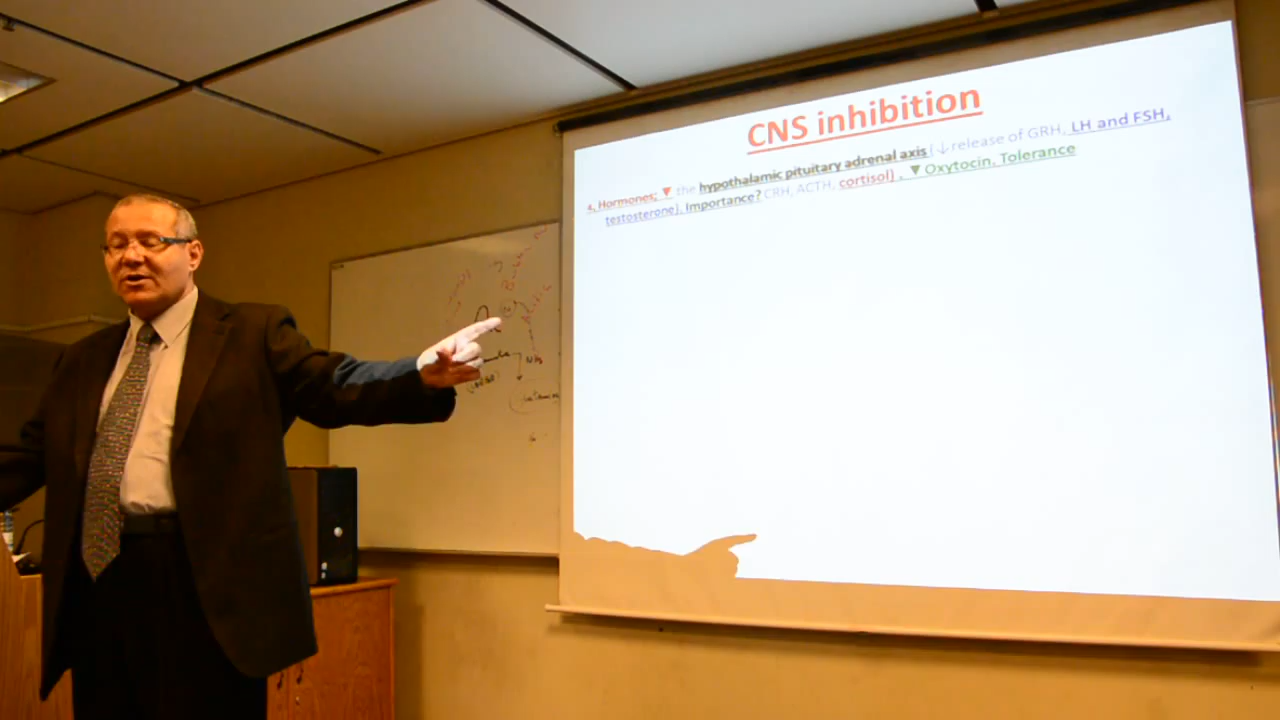 CNS inhibition
4. Hormones; ▼ the hypothalamic pituitary adrenal axis (↓release of GRH, LH and FSH,
testosterone). Importance? CRH, ACTH, cortisol) . ▼ Oxytocin. Tolerance